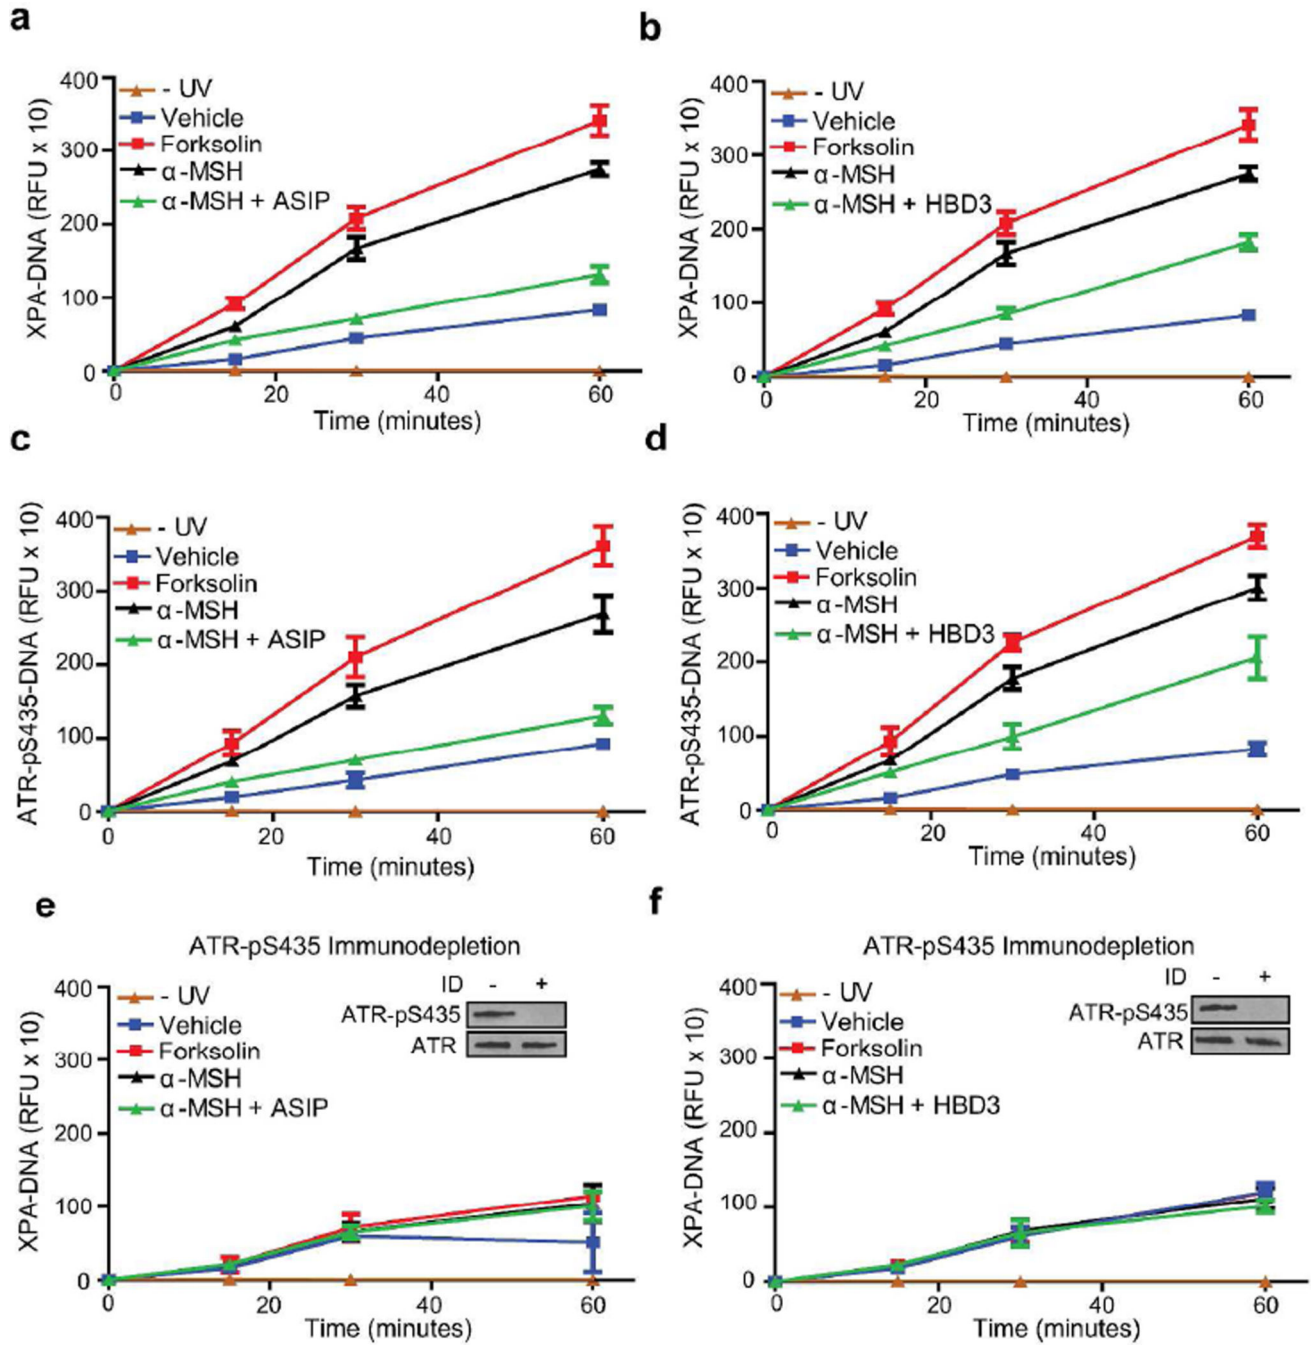 a
XPA-DNA (RFU x 10)
400
300
200
100
0
- UV
Vehicle
Forksolin
α-MSH
α-MSH + ASIP
0 20 40 60
Time (minutes)
b
XPA-DNA (RFU x 10)
400
300
200
100
0
- UV
Vehicle
Forksolin
α-MSH
α-MSH + HBD3
0 20 40 60
Time (minutes)
c
ATR-pS435-DNA (RFU x 10)
400
300
200
100
0
- UV
Vehicle
Forksolin
α-MSH
α-MSH + ASIP
0 20 40 60
Time (minutes)
d
ATR-pS435-DNA (RFU x 10)
400
300
200
100
0
- UV
Vehicle
Forksolin
α-MSH
α-MSH + HBD3
0 20 40 60
Time (minutes)
e
ATR-pS435 Immunodepletion
XPA-DNA (RFU x 10)
400
300
200
100
0
- UV
Vehicle
Forksolin
α-MSH
α-MSH + ASIP
ID - +
ATR-pS435
ATR
0 20 40 60
Time (minutes)
f
ATR-pS435 Immunodepletion
XPA-DNA (RFU x 10)
400
300
200
100
0
- UV
Vehicle
Forksolin
α-MSH
α-MSH + HBD3
ID - +
ATR-pS435
ATR
0 20 40 60
Time (minutes)